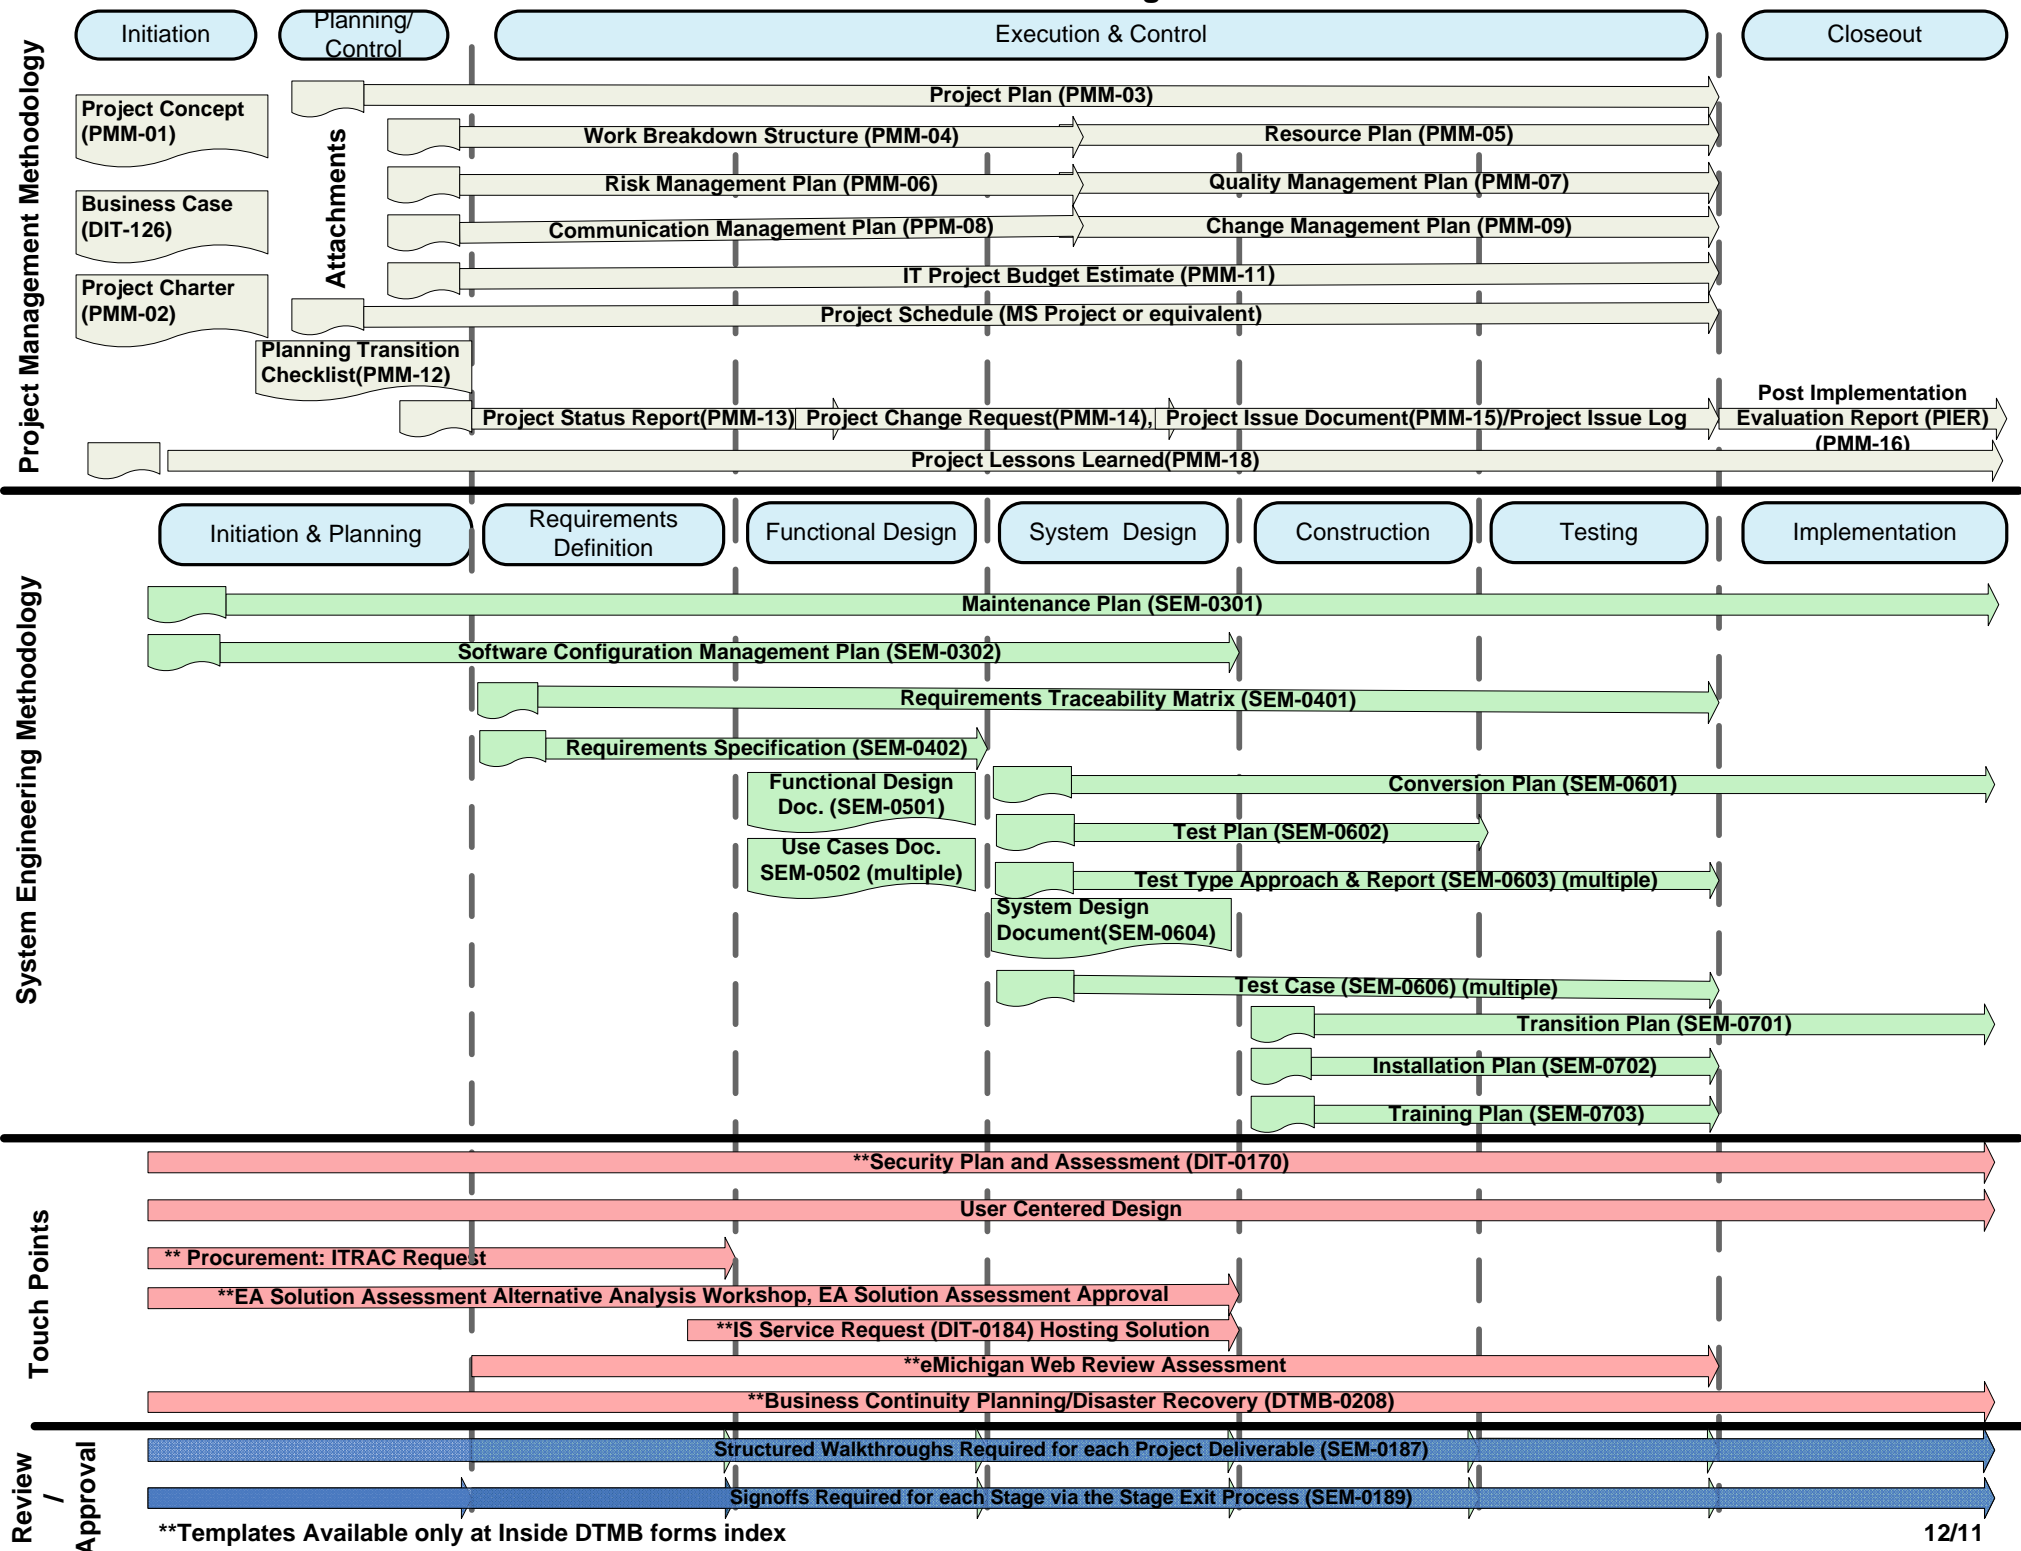 Initiation
Planning/
Control
Execution & Control
Closeout
Project Management Methodology
Project Concept
(PMM-01)
Business Case
(DIT-126)
Project Charter
(PMM-02)
Attachments
Project Plan (PMM-03)
Work Breakdown Structure (PMM-04)
Resource Plan (PMM-05)
Risk Management Plan (PMM-06)
Quality Management Plan (PMM-07)
Communication Management Plan (PPM-08)
Change Management Plan (PMM-09)
IT Project Budget Estimate (PMM-11)
Project Schedule (MS Project or equivalent)
Planning Transition
Checklist(PMM-12)
Project Status Report(PMM-13)
Project Change Request(PMM-14),
Project Issue Document(PMM-15)/Project Issue Log
Post Implementation
Evaluation Report (PIER)
(PMM-16)
Project Lessons Learned(PMM-18)
System Engineering Methodology
Initiation & Planning
Requirements
Definition
Functional Design
System Design
Construction
Testing
Implementation
Maintenance Plan (SEM-0301)
Software Configuration Management Plan (SEM-0302)
Requirements Traceability Matrix (SEM-0401)
Requirements Specification (SEM-0402)
Functional Design
Doc. (SEM-0501)
Use Cases Doc.
SEM-0502 (multiple)
Conversion Plan (SEM-0601)
Test Plan (SEM-0602)
Test Type Approach & Report (SEM-0603) (multiple)
System Design
Document(SEM-0604)
Test Case (SEM-0606) (multiple)
Transition Plan (SEM-0701)
Installation Plan (SEM-0702)
Training Plan (SEM-0703)
Touch Points
**Security Plan and Assessment (DIT-0170)
User Centered Design
** Procurement: ITRAC Request
**EA Solution Assessment Alternative Analysis Workshop, EA Solution Assessment Approval
**IS Service Request (DIT-0184) Hosting Solution
**eMichigan Web Review Assessment
**Business Continuity Planning/Disaster Recovery (DTMB-0208)
Review
/
Approval
Structured Walkthroughs Required for each Project Deliverable (SEM-0187)
Signoffs Required for each Stage via the Stage Exit Process (SEM-0189)
**Templates Available only at Inside DTMB forms index
12/11